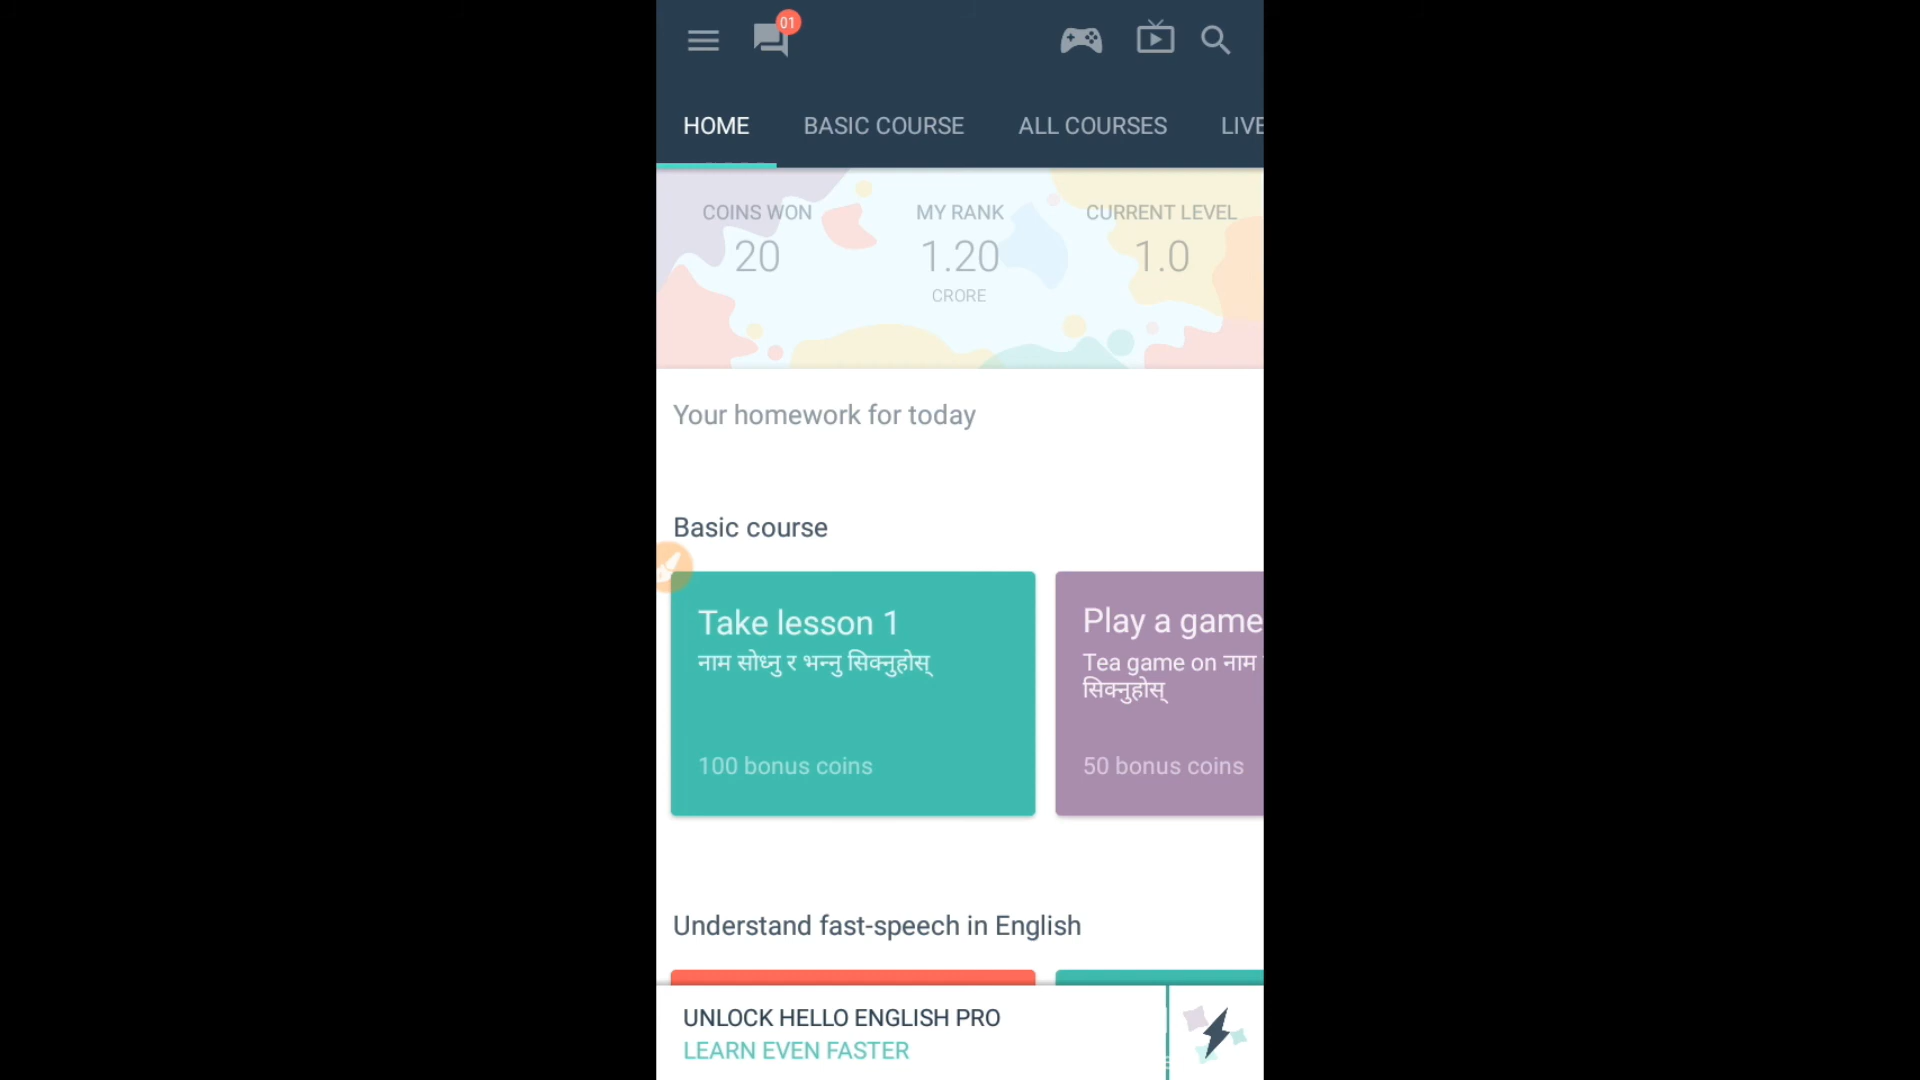 01
HOME BASIC COURSE ALL COURSES LIVE
COINS WON MY RANK CURRENT LEVEL
20 1.20 1.0
CRORE
Your homework for today
Basic course
Take lesson 1
नाम सोध्नु र भन्नु सिक्नुहोस्
100 bonus coins
Play a game
Tea game on नाम
सिक्नुहोस्
50 bonus coins
Understand fast-speech in English
UNLOCK HELLO ENGLISH PRO
LEARN EVEN FASTER